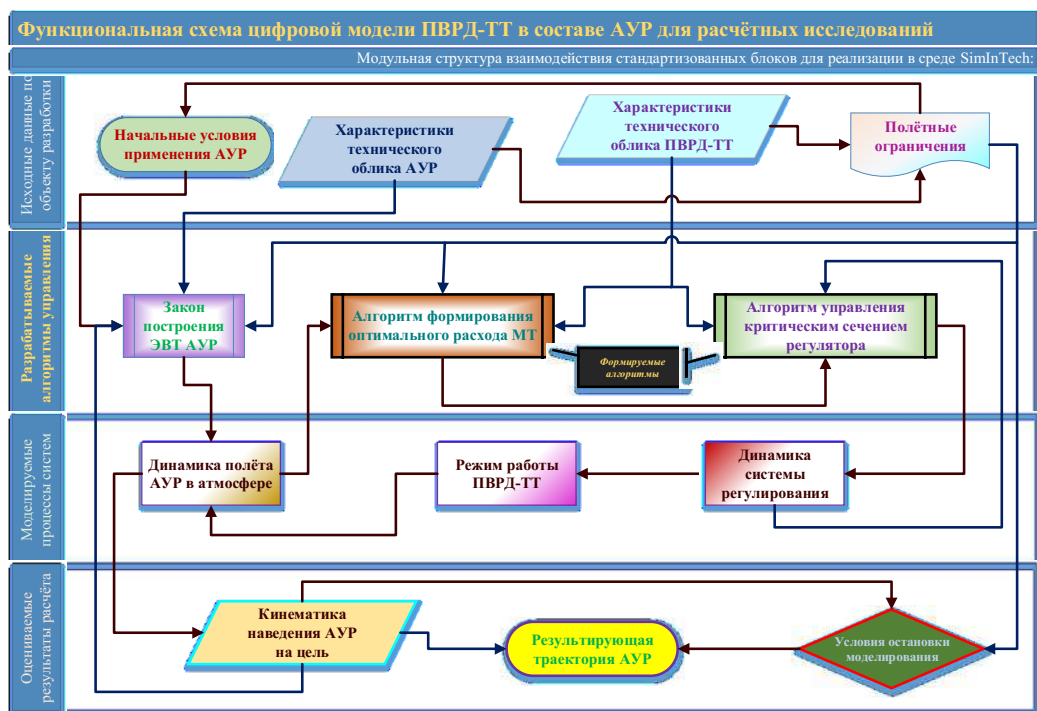 Функциональная схема цифровой модели ПВРД-ТТ в составе АУР для расчётных исследований
Модульная структура взаимодействия стандартизованных блоков для реализации в среде SimInTech:
Исходные данные по
объекту разработки
Начальные условия
применения АУР
Характеристики
технического
облика АУР
Характеристики
технического
облика ПВРД-ТТ
Полётные
ограничения
Разрабатываемые
алгоритмы управления
Закон
построения
ЭВТ АУР
Алгоритм формирования
оптимального расхода МТ
Алгоритм управления
критическим сечением
регулятора
Формируемые
алгоритмы
Моделируемые
процессы систем
Динамика полёта
АУР в атмосфере
Режим работы
ПВРД-ТТ
Динамика
системы
регулирования
Оцениваемые
результаты расчёта
Кинематика
наведения АУР
на цель
Результирующая
траектория АУР
Условия остановки
моделирования